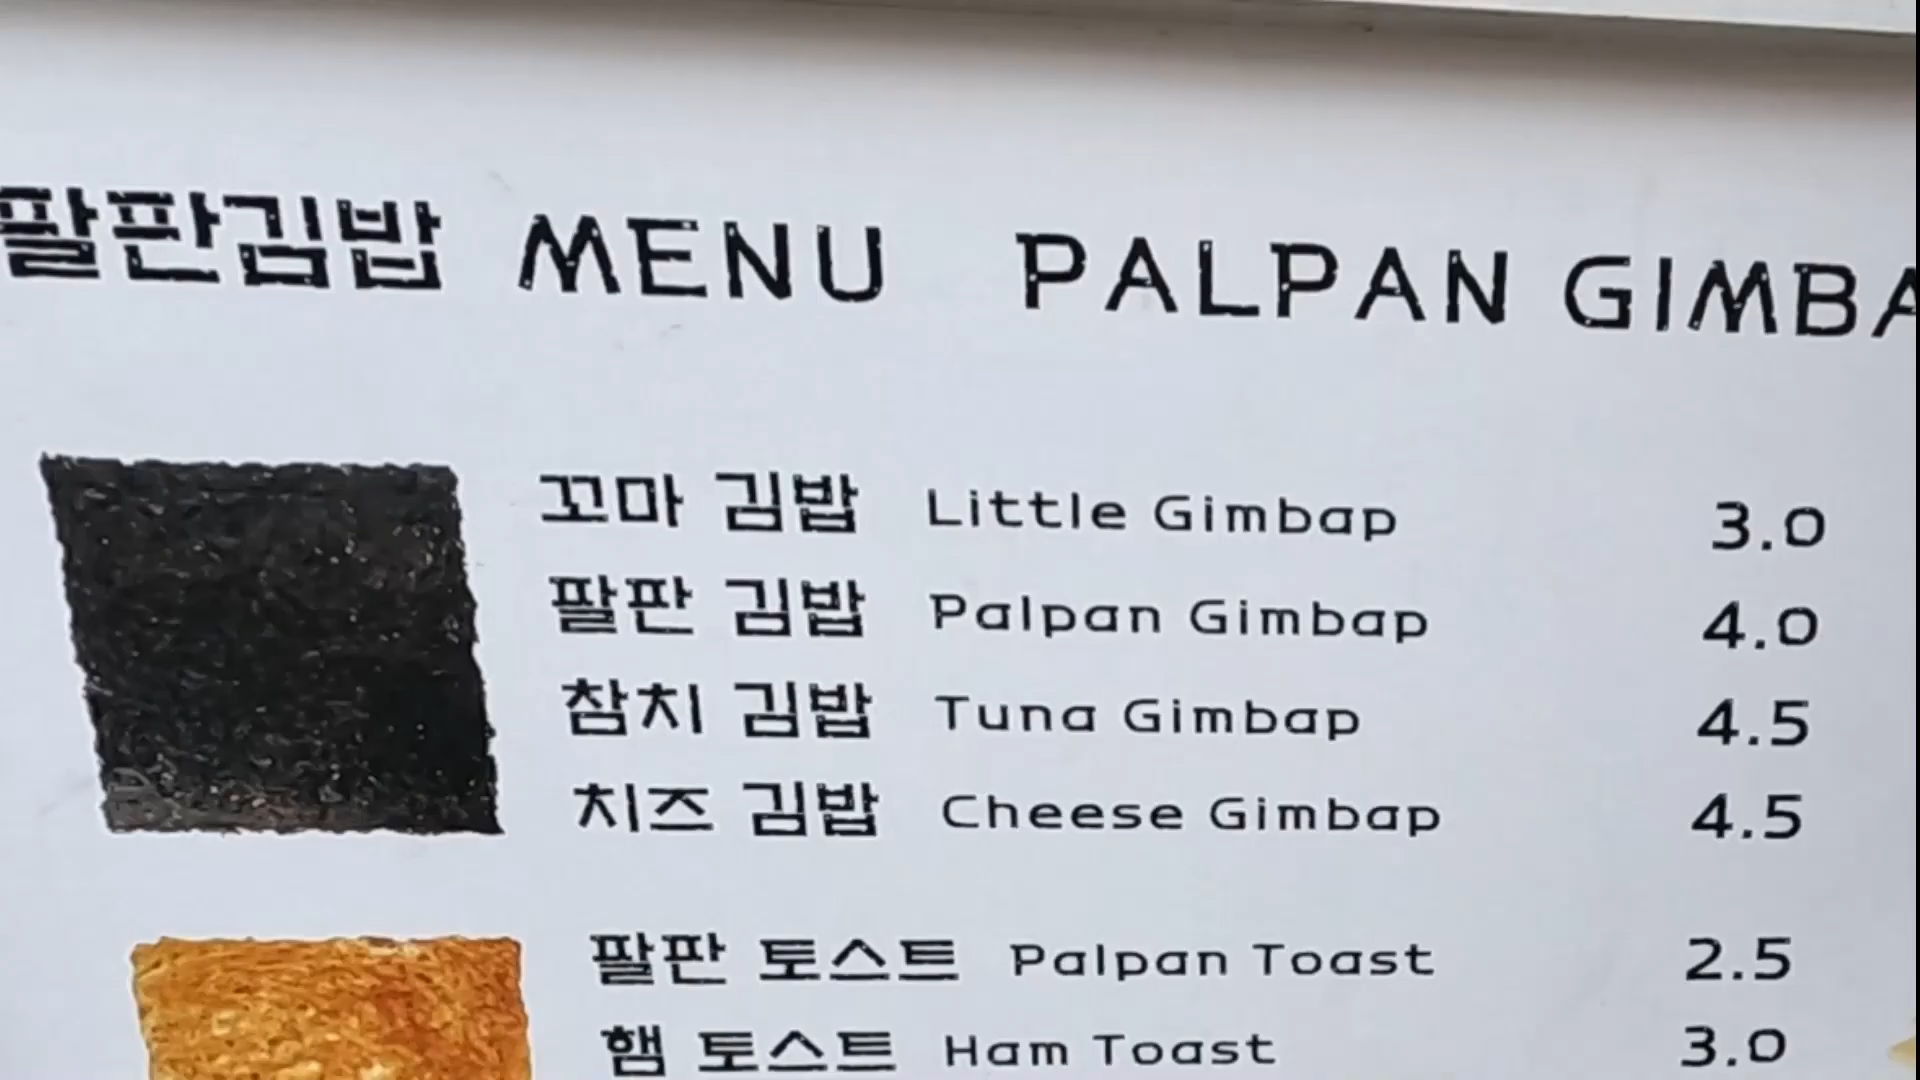 팔판김밥 MENU PALPAN GIMBA
꼬마 김밥 Little Gimbap 3.0
팔판 김밥 Palpan Gimbap 4.0
참치 김밥 Tuna Gimbap 4.5
치즈 김밥 Cheese Gimbap 4.5
팔판 토스트 Palpan Toast 2.5
햄 토스트 Ham Toast 3.0